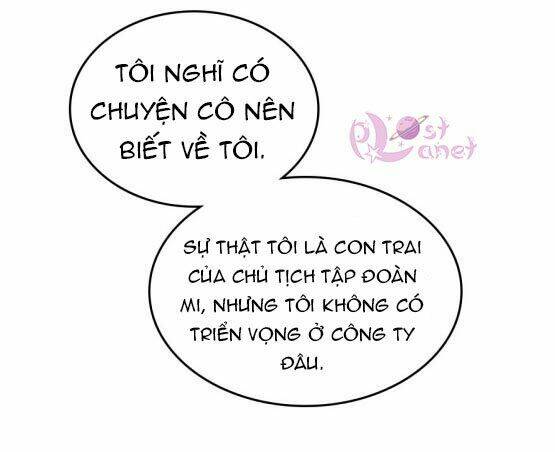 TÔI NGHĨ CÓ
CHUYỆN CÔ NÊN
BIẾT VỀ TÔI.
Lost
Planet
SỰ THẬT TÔI LÀ CON TRAI
CỦA CHỦ TỊCH TẬP ĐOÀN
MI, NHƯNG TÔI KHÔNG CÓ
TRIỂN VỌNG Ở CÔNG TY
ĐÂU.